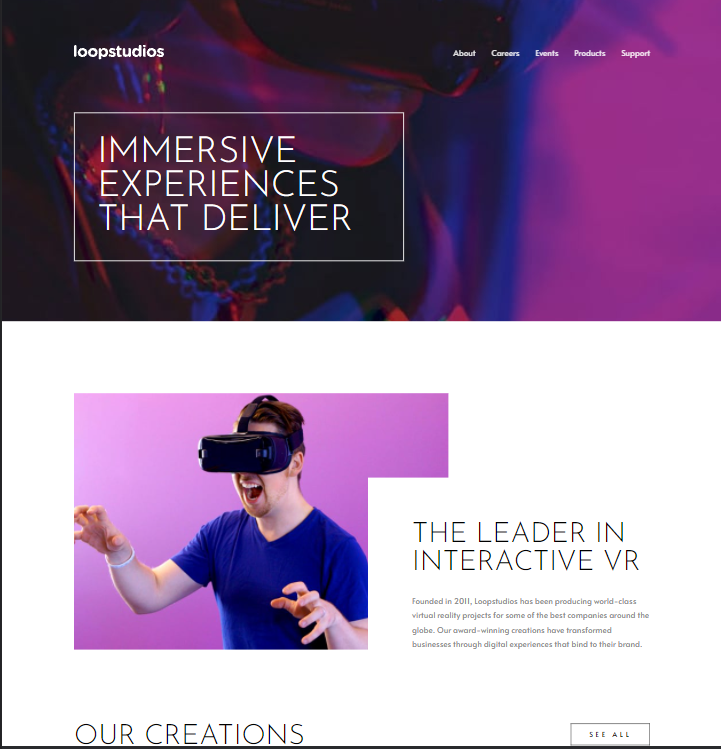 loopstudios
About Careers Events Products Support
IMMERSIVE
EXPERIENCES
THAT DELIVER
THE LEADER IN
INTERACTIVE VR
Founded in 2011, Loopstudios has been producing world-class
virtual reality projects for some of the best companies around the
globe. Our award-winning creations have transformed
businesses through digital experiences that bind to their brand.
OUR CREATIONS
SEE ALL